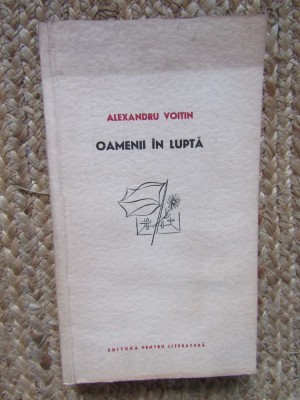 ALEXANDRU VOITIN
OAMENII ÎN LUPTĂ
EDITURA PENTRU LITERATURĂ